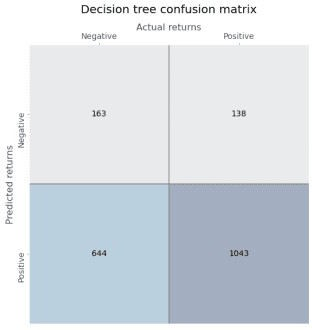 Decision tree confusion matrix
Actual returns
Negative Positive
Predicted returns
Negative
163 138
Positive
644 1043